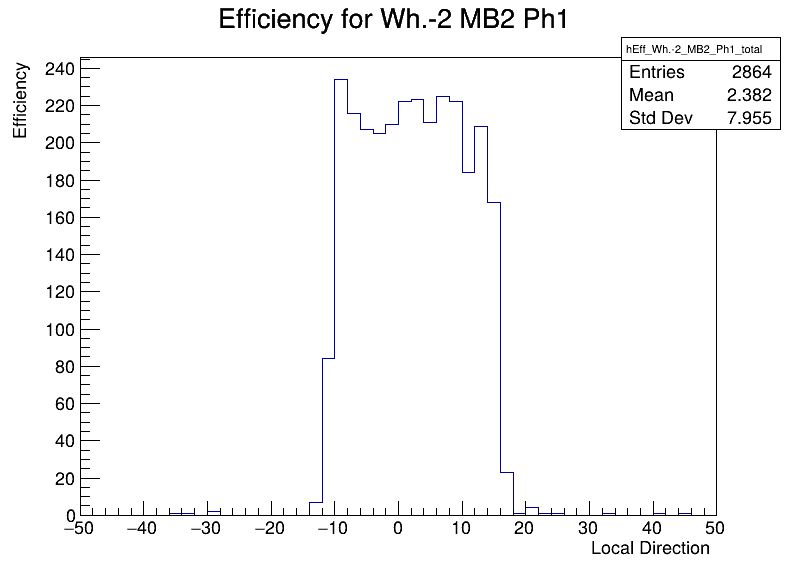 Efficiency for Wh.-2 MB2 Ph1
hEff_Wh.-2_MB2_Ph1_total
Entries 2864
Mean 2.382
Std Dev 7.955
Efficiency
240
220
200
180
160
140
120
100
80
60
40
20
0
−50 −40 −30 −20 −10 0 10 20 30 40 50
Local Direction